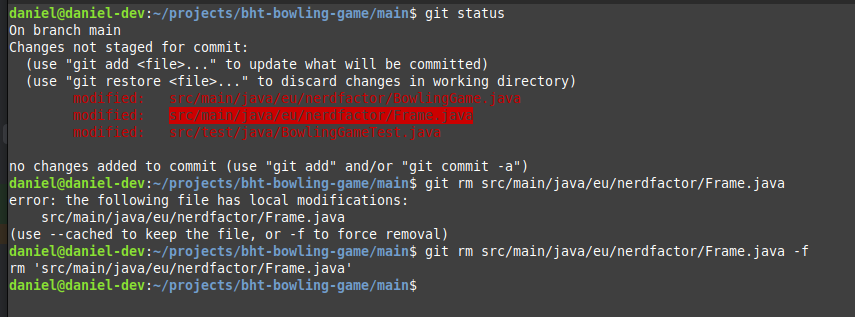 daniel@daniel-dev:~/projects/bht-bowling-game/main$ git status
On branch main
Changes not staged for commit:
  (use "git add <file>..." to update what will be committed)
  (use "git restore <file>..." to discard changes in working directory)
        modified:   src/main/java/eu/nerdfactor/BowlingGame.java
        modified:   src/main/java/eu/nerdfactor/Frame.java
        modified:   src/test/java/BowlingGameTest.java

no changes added to commit (use "git add" and/or "git commit -a")
daniel@daniel-dev:~/projects/bht-bowling-game/main$ git rm src/main/java/eu/nerdfactor/Frame.java
error: the following file has local modifications:
    src/main/java/eu/nerdfactor/Frame.java
(use --cached to keep the file, or -f to force removal)
daniel@daniel-dev:~/projects/bht-bowling-game/main$ git rm src/main/java/eu/nerdfactor/Frame.java -f
rm 'src/main/java/eu/nerdfactor/Frame.java'
daniel@daniel-dev:~/projects/bht-bowling-game/main$